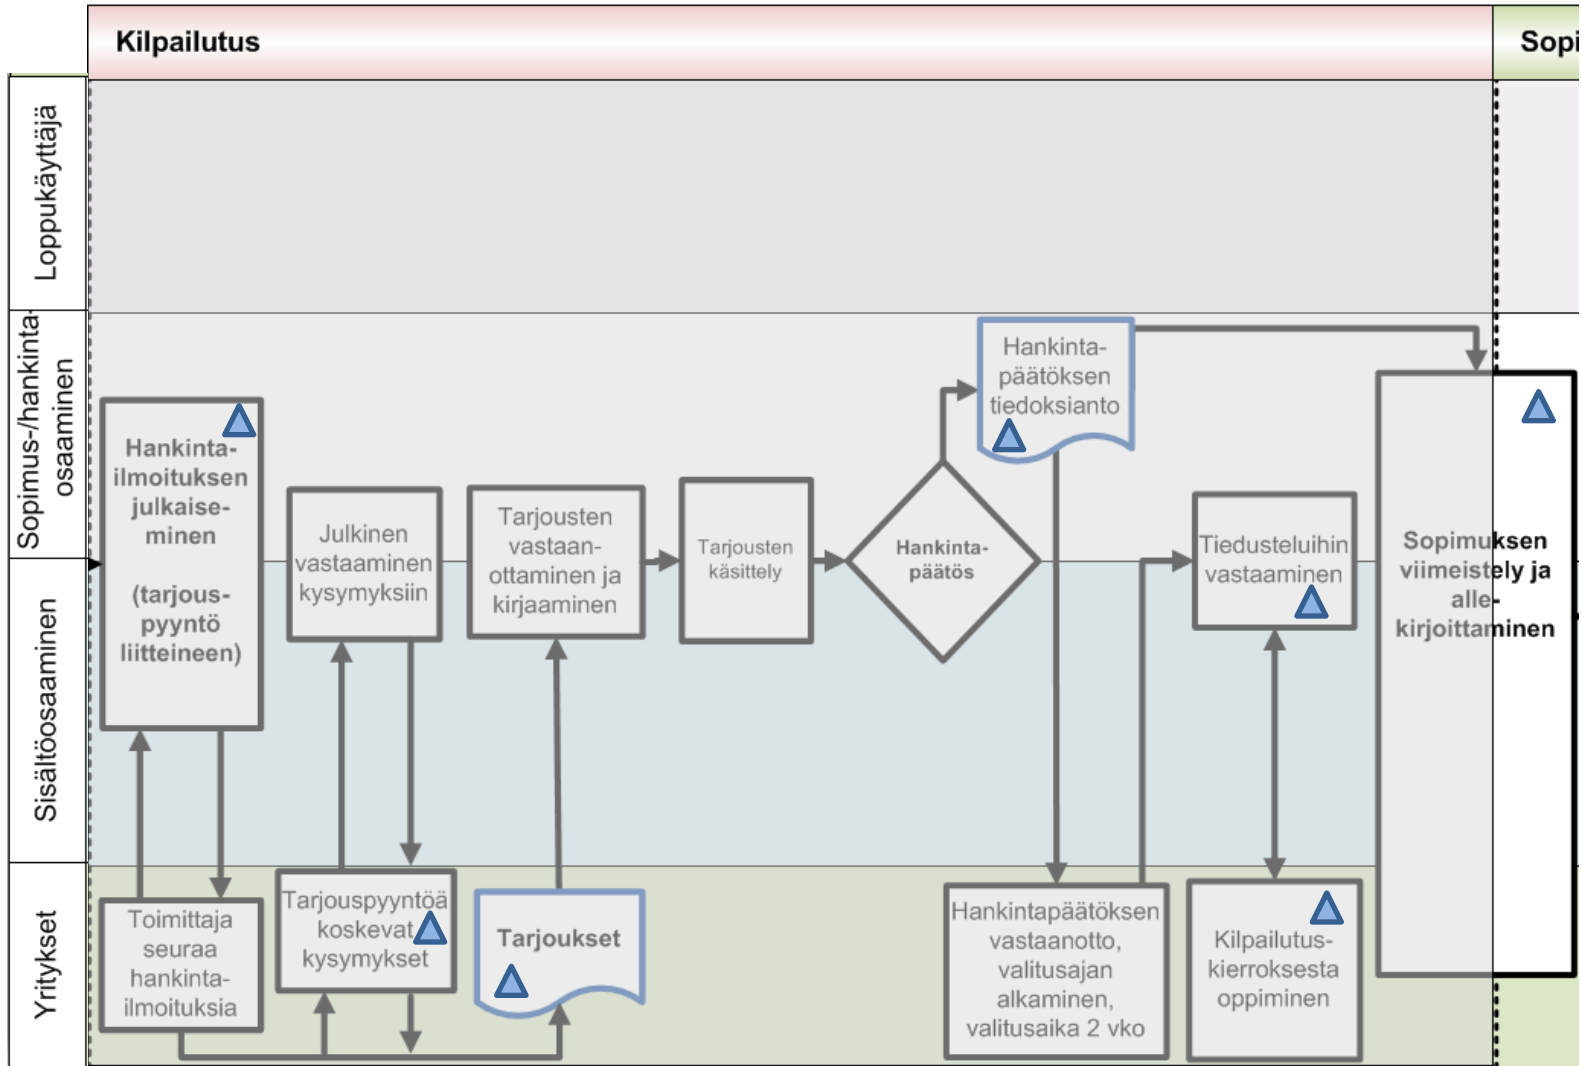 Kilpailutus
Sopi
Loppukäyttäjä
Sopimus-/hankinta-
osaaminen
Sisältöosaaminen
Yritykset
Hankinta-
ilmoituksen
julkaise-
minen
(tarjous-
pyyntö
liitteineen)
Julkinen
vastaaminen
kysymyksiin
Tarjousten
vastaan-
ottaminen ja
kirjaaminen
Tarjousten
käsittely
Hankinta-
päätös
Hankinta-
päätöksen
tiedoksianto
Tiedusteluihin
vastaaminen
Sopimuksen
viimeistely ja
alle-
kirjoittaminen
Toimittaja
seuraa
hankinta-
ilmoituksia
Tarjouspyyntöä
koskevat
kysymykset
Tarjoukset
Hankintapäätöksen
vastaanotto,
valitusajan
alkaminen,
valitusaika 2 vko
Kilpailutus-
kierroksesta
oppiminen